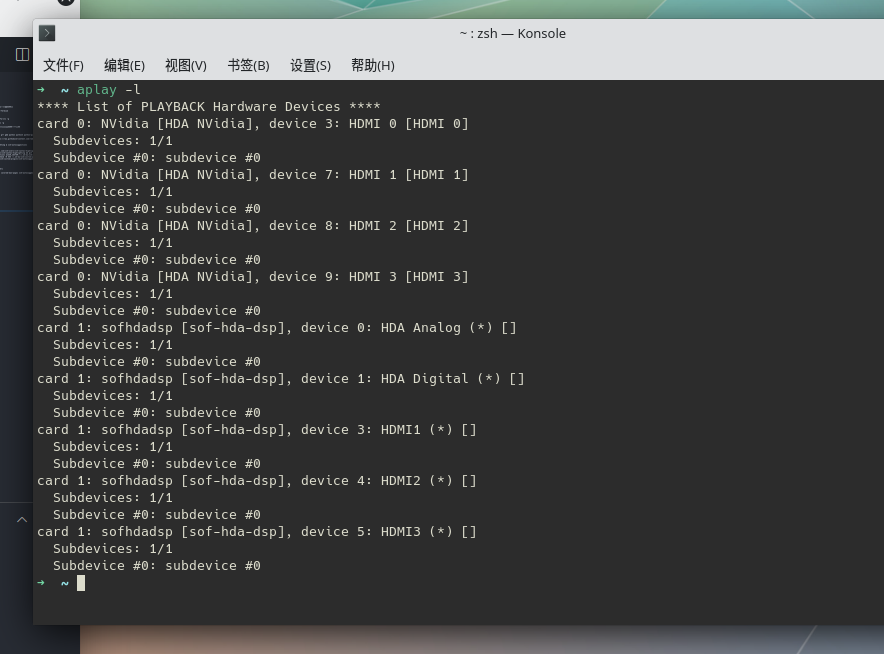 ~ : zsh — Konsole
文件(F) 编辑(E) 视图(V) 书签(B) 设置(S) 帮助(H)
➜ ~ aplay -l
**** List of PLAYBACK Hardware Devices ****
card 0: NVidia [HDA NVidia], device 3: HDMI 0 [HDMI 0]
  Subdevices: 1/1
  Subdevice #0: subdevice #0
card 0: NVidia [HDA NVidia], device 7: HDMI 1 [HDMI 1]
  Subdevices: 1/1
  Subdevice #0: subdevice #0
card 0: NVidia [HDA NVidia], device 8: HDMI 2 [HDMI 2]
  Subdevices: 1/1
  Subdevice #0: subdevice #0
card 0: NVidia [HDA NVidia], device 9: HDMI 3 [HDMI 3]
  Subdevices: 1/1
  Subdevice #0: subdevice #0
card 1: sofhdadsp [sof-hda-dsp], device 0: HDA Analog (*) []
  Subdevices: 1/1
  Subdevice #0: subdevice #0
card 1: sofhdadsp [sof-hda-dsp], device 1: HDA Digital (*) []
  Subdevices: 1/1
  Subdevice #0: subdevice #0
card 1: sofhdadsp [sof-hda-dsp], device 3: HDMI1 (*) []
  Subdevices: 1/1
  Subdevice #0: subdevice #0
card 1: sofhdadsp [sof-hda-dsp], device 4: HDMI2 (*) []
  Subdevices: 1/1
  Subdevice #0: subdevice #0
card 1: sofhdadsp [sof-hda-dsp], device 5: HDMI3 (*) []
  Subdevices: 1/1
  Subdevice #0: subdevice #0
➜ ~